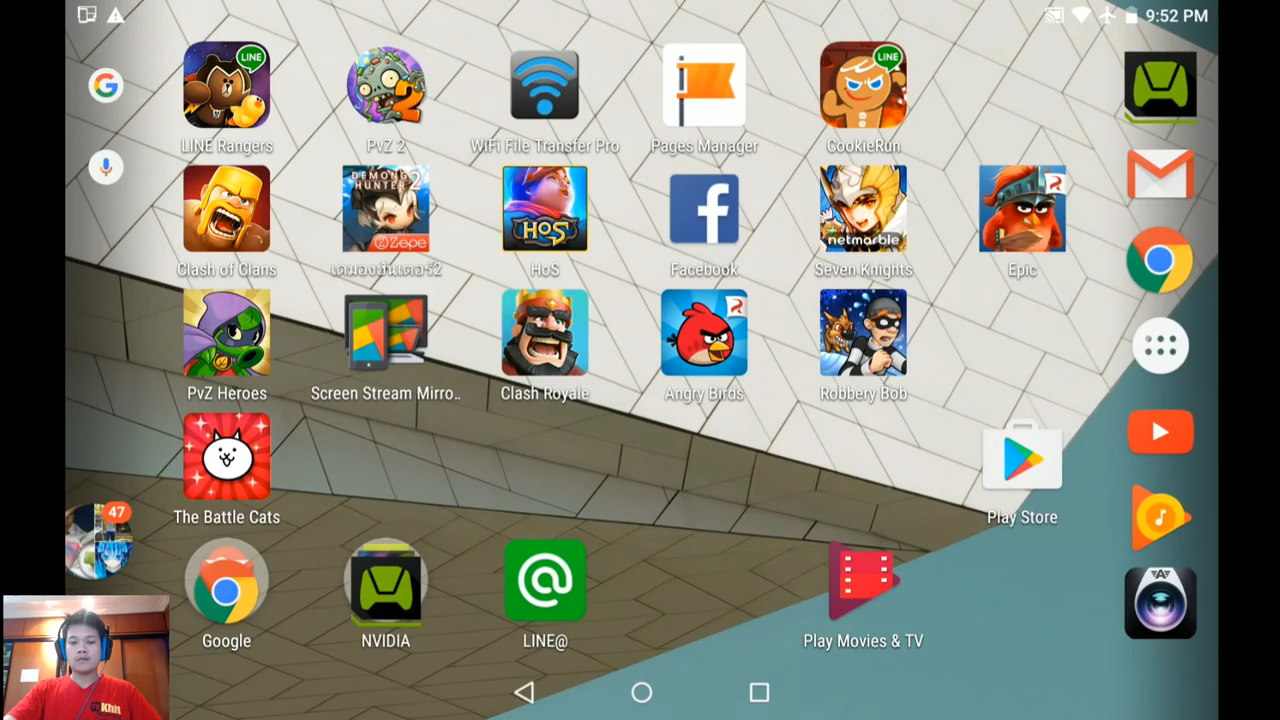 9:52 PM
LINE
LINE
2
LINE Rangers
PvZ 2
WiFi File Transfer Pro
Pages Manager
CookieRun
DEMONG
HUNTER 2
Zepe
HOS
netmarble
Clash of Clans
เดมองฮันเตอร์2
HoS
Facebook
Seven Knights
Epic
PvZ Heroes
Screen Stream Mirro..
Clash Royale
Angry Birds
Robbery Bob
The Battle Cats
Play Store
47
Google
NVIDIA
LINE@
Play Movies & TV